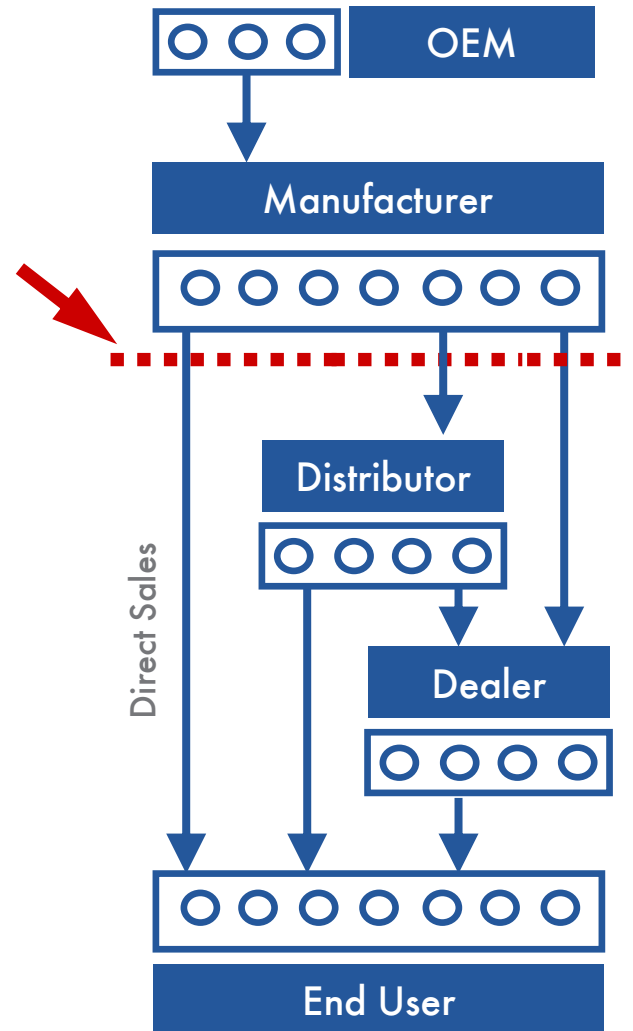 OEM
Manufacturer
Distributor
Direct Sales
Dealer
End User